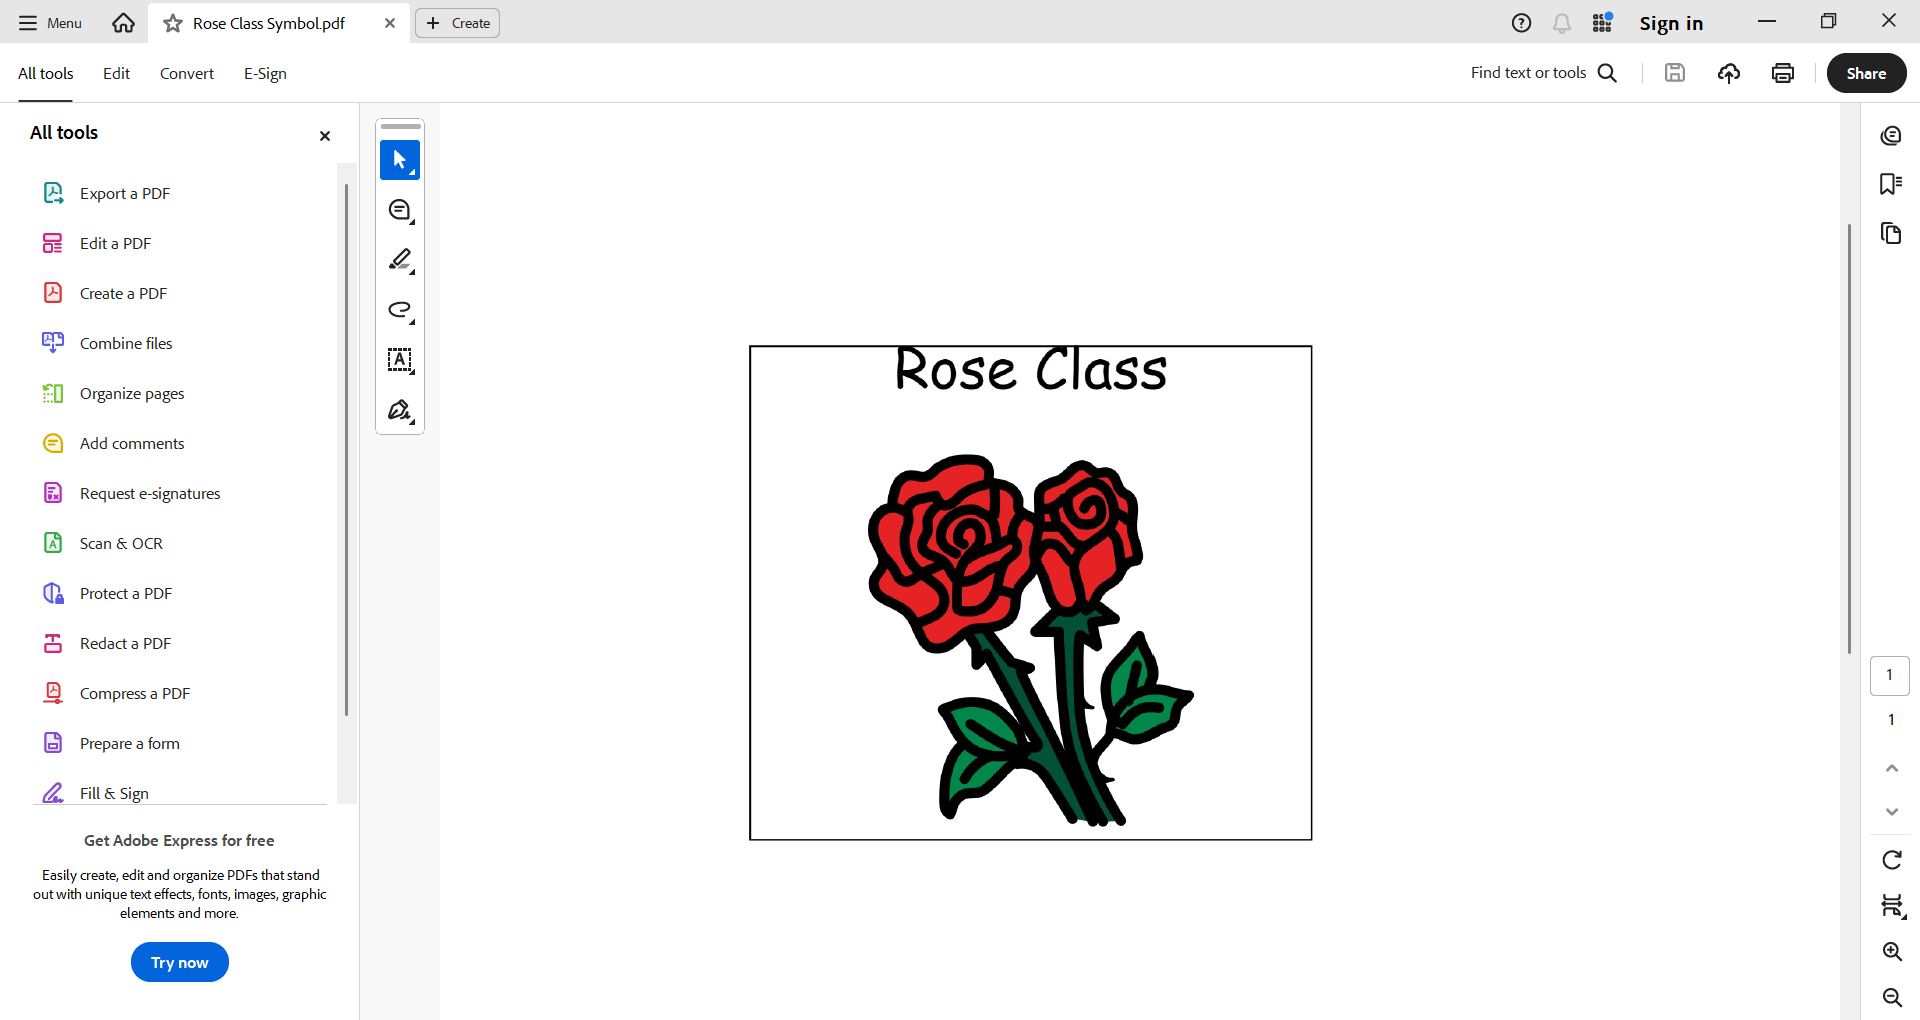 Menu
Rose Class Symbol.pdf
Create
Sign in
All tools
Edit
Convert
E-Sign
Find text or tools
Share
All tools
Export a PDF
Edit a PDF
Create a PDF
Combine files
Organize pages
Add comments
Request e-signatures
Scan & OCR
Protect a PDF
Redact a PDF
Compress a PDF
Prepare a form
Fill & Sign
Get Adobe Express for free
Easily create, edit and organize PDFs that stand
out with unique text effects, fonts, images, graphic
elements and more.
Try now
Rose Class
1
1